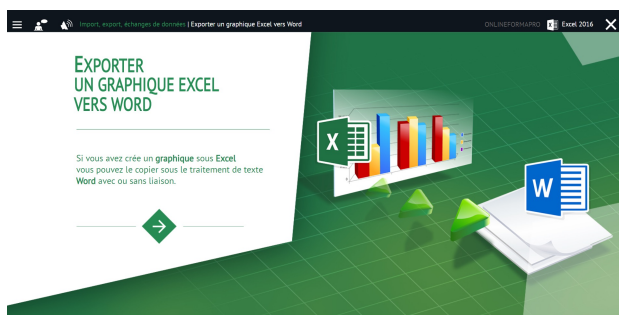 Import, export, échanges de données | Exporter un graphique Excel vers Word
ONLINEFORMAPRO
Excel 2016
EXPORTER
UN GRAPHIQUE EXCEL
VERS WORD
Si vous avez crée un graphique sous Excel
vous pouvez le copier sous le traitement de texte
Word avec ou sans liaison.
X
W